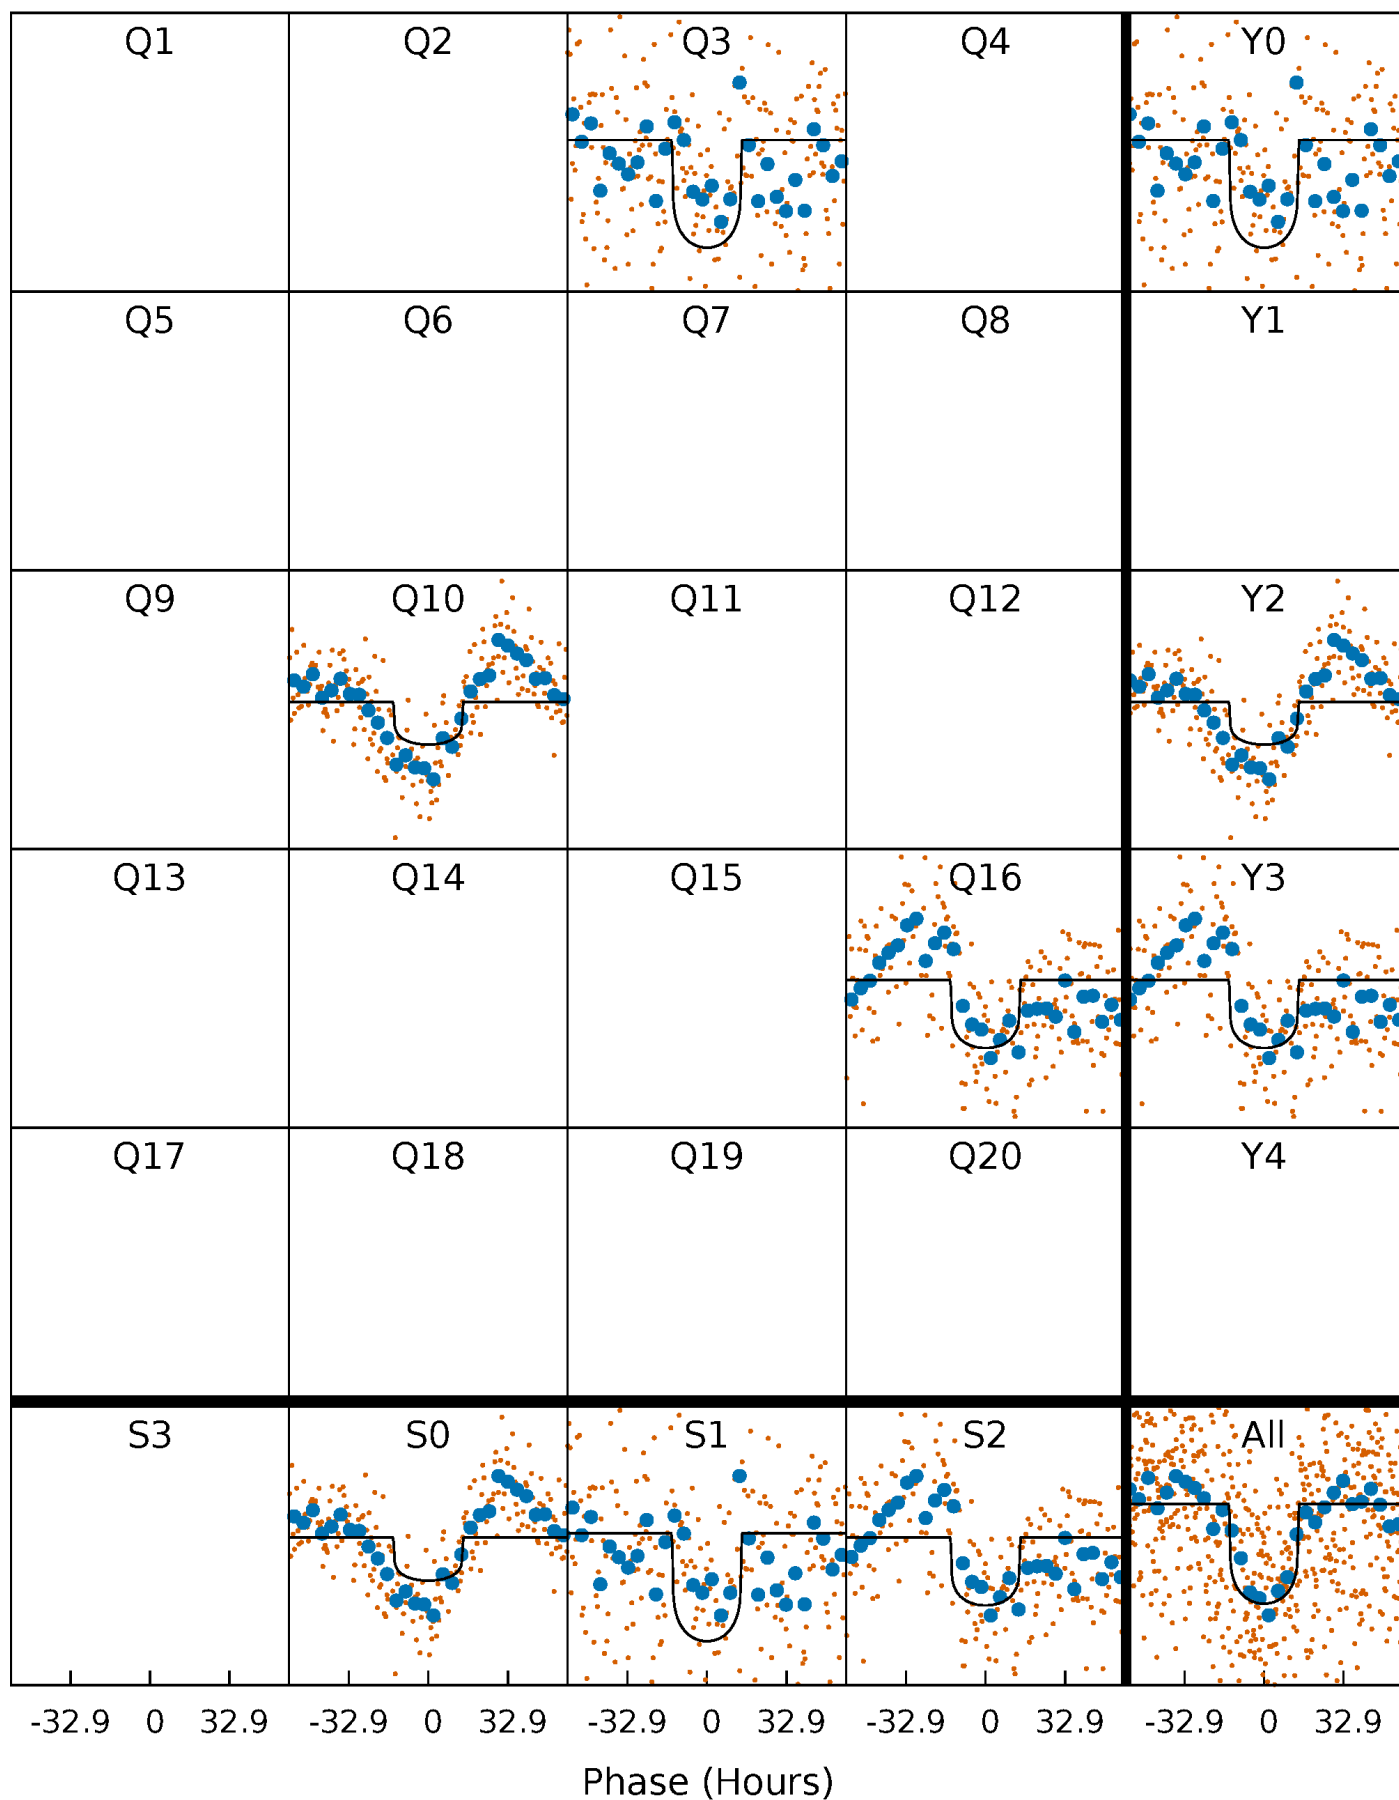 Q1 Q2 Q3 Q4 Y0
Q5 Q6 Q7 Q8 Y1
Q9 Q10 Q11 Q12 Y2
Q13 Q14 Q15 Q16 Y3
Q17 Q18 Q19 Q20 Y4
S3 S0 S1 S2 All
-32.9 0 32.9 -32.9 0 32.9 -32.9 0 32.9 -32.9 0 32.9 -32.9 0 32.9
Phase (Hours)